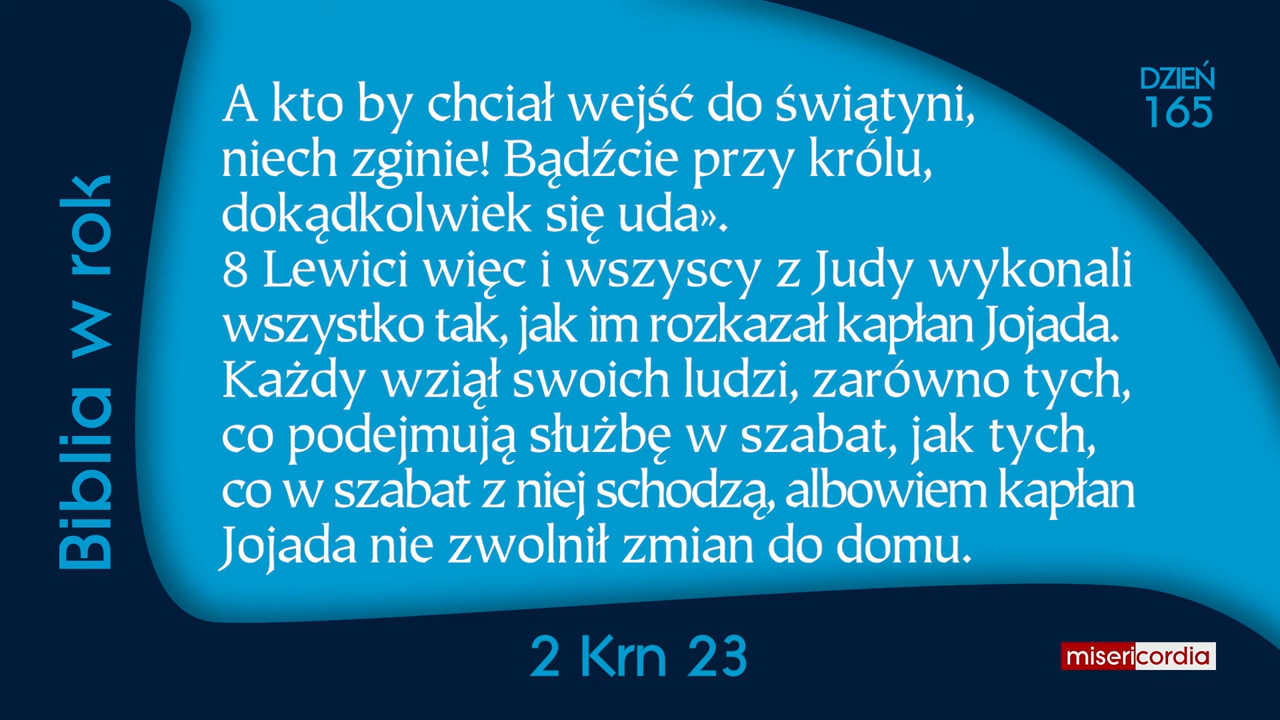 DZIEŃ
165
A kto by chciał wejść do świątyni,
niech zginie! Bądźcie przy królu,
dokądkolwiek się uda».
8 Lewici więc i wszyscy z Judy wykonali
wszystko tak, jak im rozkazał kapłan Jojada.
Każdy wziął swoich ludzi, zarówno tych,
co podejmują służbę w szabat, jak tych,
co w szabat z niej schodzą, albowiem kapłan
Jojada nie zwolnił zmian do domu.
Biblia w rok
2 Krn 23
misericordia